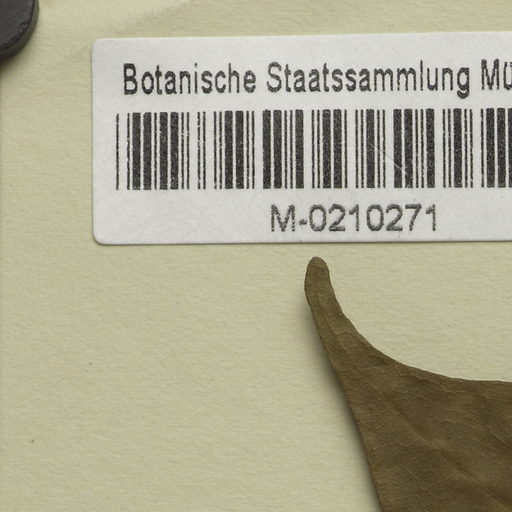 Botanische Staatssammlung Mü
M-0210271